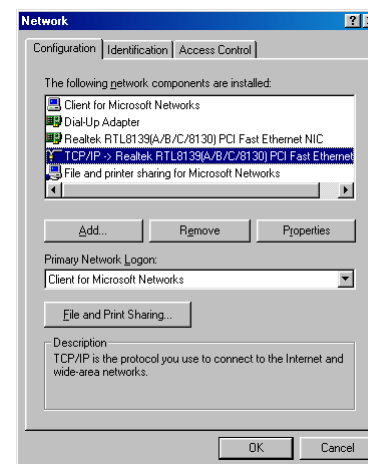 Network
Configuration Identification Access Control
The following network components are installed:
Client for Microsoft Networks
Dial-Up Adapter
Realtek RTL8139(A/B/C/8130) PCI Fast Ethernet NIC
TCP/IP -> Realtek RTL8139(A/B/C/8130) PCI Fast Ethernet
File and printer sharing for Microsoft Networks
Add... Remove Properties
Primary Network Logon:
Client for Microsoft Networks
File and Print Sharing...
Description
TCP/IP is the protocol you use to connect to the Internet and
wide-area networks.
OK Cancel